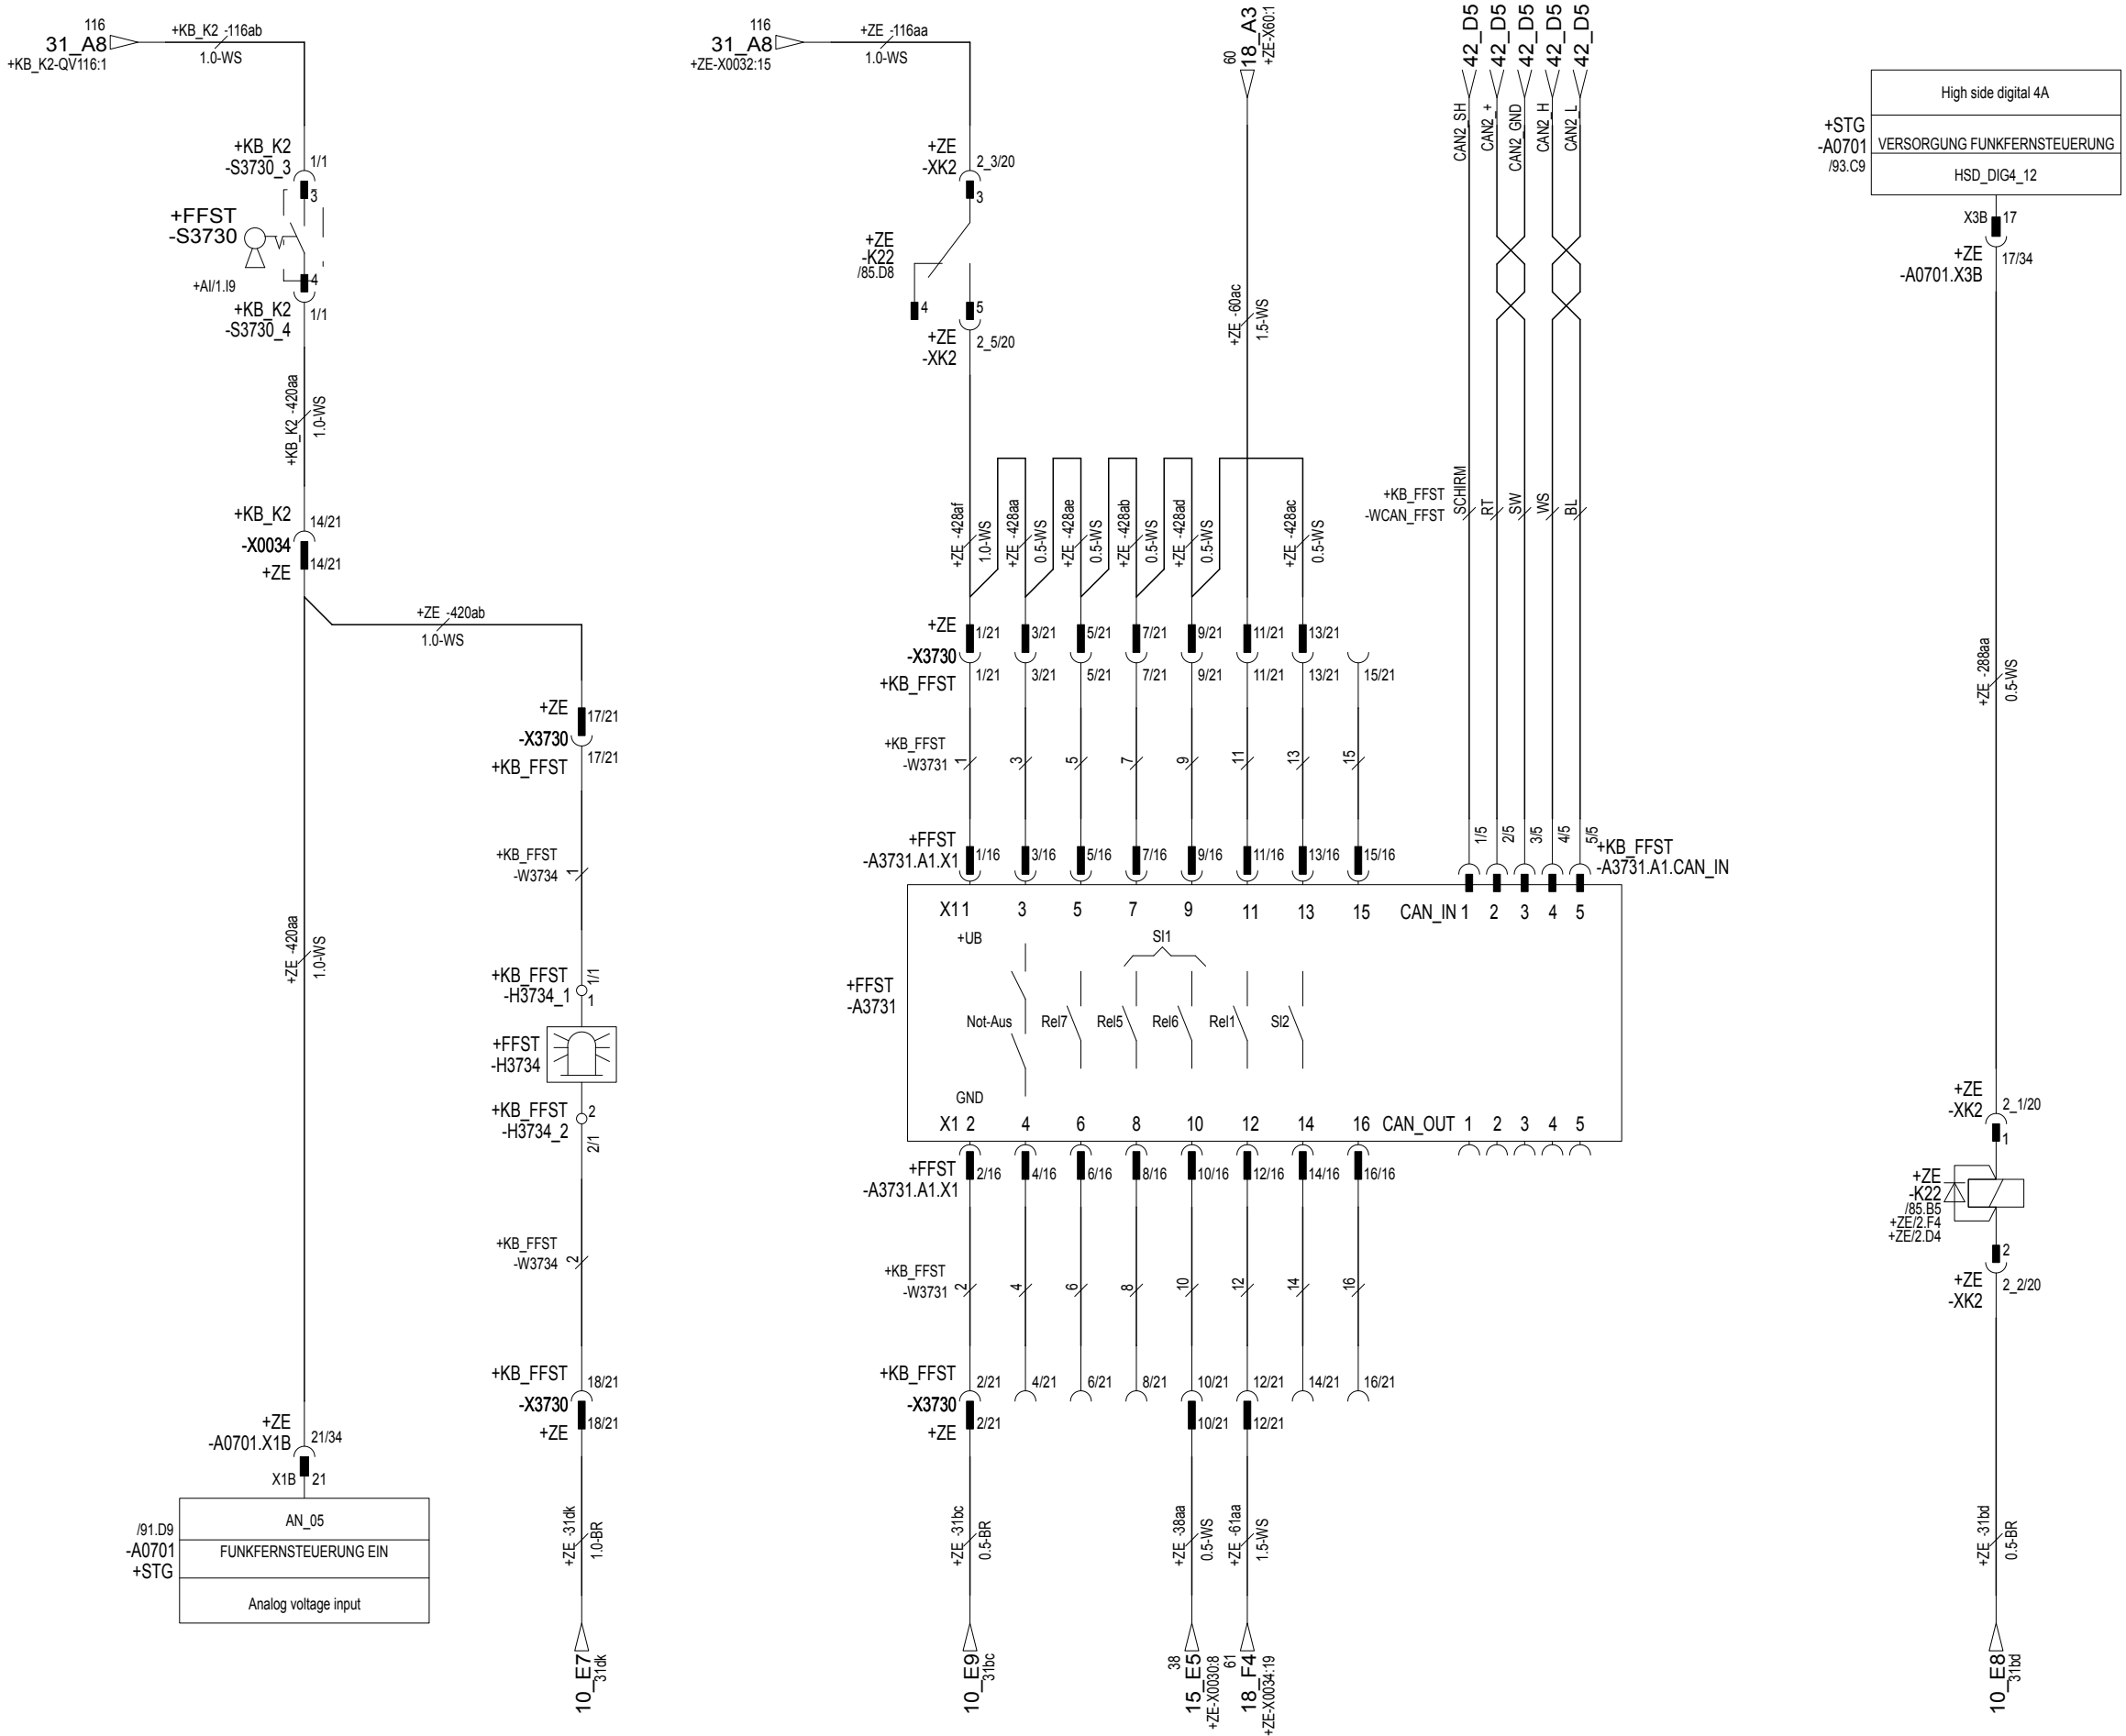 116
31_A8
+KB_K2-QV116:1
+KB_K2 -116ab
1.0-WS
+KB_K2
-S3730_3
1/1
3
+FFST
-S3730
+AI/1.I9
4
+KB_K2
-S3730_4
1/1
+KB_K2 -420aa
1.0-WS
+KB_K2
14/21
-X0034
+ZE
14/21
+ZE -420ab
1.0-WS
+ZE
17/21
-X3730
17/21
+KB_FFST
+KB_FFST
-W3734
1
+ZE -420aa
1.0-WS
+KB_FFST
-H3734_1
1/1
1
+FFST
-H3734
+KB_FFST
-H3734_2
2
2/1
+KB_FFST
-W3734
2
+KB_FFST
18/21
-X3730
+ZE
18/21
+ZE
-A0701.X1B
21/34
X1B
21
/91.D9
-A0701
+STG
AN_05
FUNKFERNSTEUERUNG EIN
Analog voltage input
+ZE -31dk
1.0-BR
10_E7
31dk
116
31_A8
+ZE-X0032:15
+ZE -116aa
1.0-WS
+ZE
-XK2
2_3/20
3
+ZE
-K22
/85.D8
4
5
+ZE
-XK2
2_5/20
60
18_A3
+ZE-X60:1
+ZE -60ac
1.5-WS
+ZE -428af
1.0-WS
+ZE -428aa
0.5-WS
+ZE -428ae
0.5-WS
+ZE -428ab
0.5-WS
+ZE -428ad
0.5-WS
+ZE -428ac
0.5-WS
+ZE
-X3730
+KB_FFST
1/21
3/21
5/21
7/21
9/21
11/21
13/21
1/21
3/21
5/21
7/21
9/21
11/21
13/21
15/21
+KB_FFST
-W3731
1
3
5
7
9
11
13
15
+FFST
-A3731.A1.X1
1/16
3/16
5/16
7/16
9/16
11/16
13/16
15/16
42_D5
42_D5
42_D5
42_D5
42_D5
CAN2_SH
CAN2_+
CAN2_GND
CAN2_H
CAN2_L
+KB_FFST
-WCAN_FFST
SCHIRM
RT
SW
WS
BL
1/5
2/5
3/5
4/5
5/5
+KB_FFST
-A3731.A1.CAN_IN
+FFST
-A3731
X11
3
5
7
9
11
13
15
CAN_IN 1
2
3
4
5
+UB
SI1
Not-Aus
Rel7
Rel5
Rel6
Rel1
SI2
GND
X1 2
4
6
8
10
12
14
16
CAN_OUT 1
2
3
4
5
+FFST
-A3731.A1.X1
2/16
4/16
6/16
8/16
10/16
12/16
14/16
16/16
+KB_FFST
-W3731
2
4
6
8
10
12
14
16
+KB_FFST
-X3730
+ZE
2/21
4/21
6/21
8/21
10/21
12/21
14/21
16/21
2/21
10/21
12/21
+ZE -31bc
0.5-BR
+ZE -38aa
0.5-WS
+ZE -61aa
1.5-WS
10_E9
31bc
38
15_E5
+ZE-X0030:8
61
18_F4
+ZE-X0034:19
High side digital 4A
VERSORGUNG FUNKFERNSTEUERUNG
HSD_DIG4_12
+STG
-A0701
/93.C9
X3B
17
+ZE
-A0701.X3B
17/34
+ZE -288aa
0.5-WS
+ZE
-XK2
2_1/20
1
+ZE
-K22
/85.B5
+ZE/2.F4
+ZE/2.D4
2
+ZE
-XK2
2_2/20
+ZE -31bd
0.5-BR
10_E8
31bd